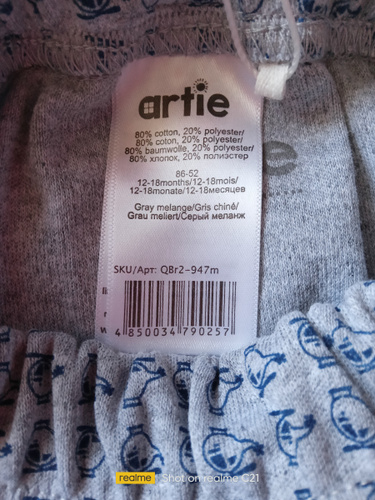 artie
80% cotton, 20% polyester/
80% coton, 20% polyester/
80% baumwolle, 20% polyester/
80% хлопок, 20% полиэстер
86-52
12-18months/12-18mois/
12-18monate/12-18месяцев
Gray melange/Gris chiné/
Grau meliert/Серый меланж
SKU/Арт: QBr2-947m
4 850034 790257
realme Shot on realme C21